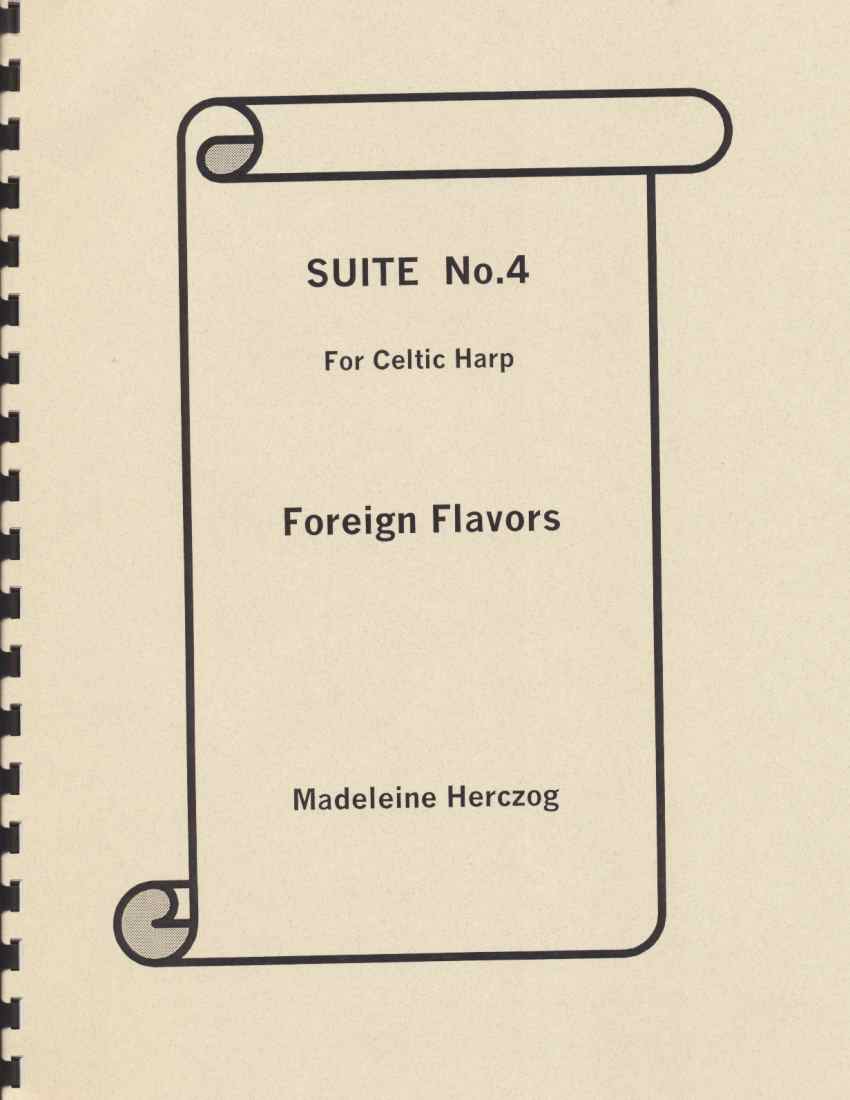 SUITE No.4
For Celtic Harp
Foreign Flavors
Madeleine Herczog